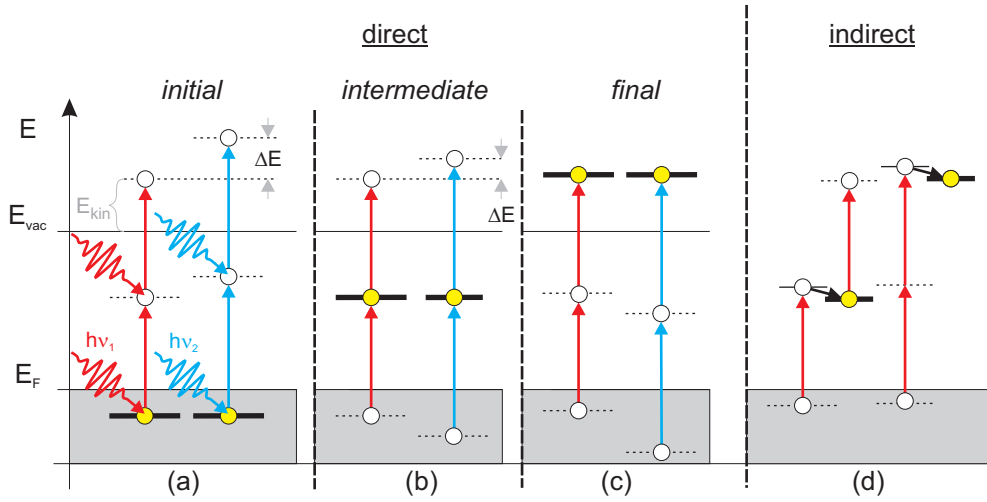 direct
indirect
initial
intermediate
final
E
ΔE
E_kin
E_vac
ΔE
hν₁
hν₂
E_F
(a)
(b)
(c)
(d)